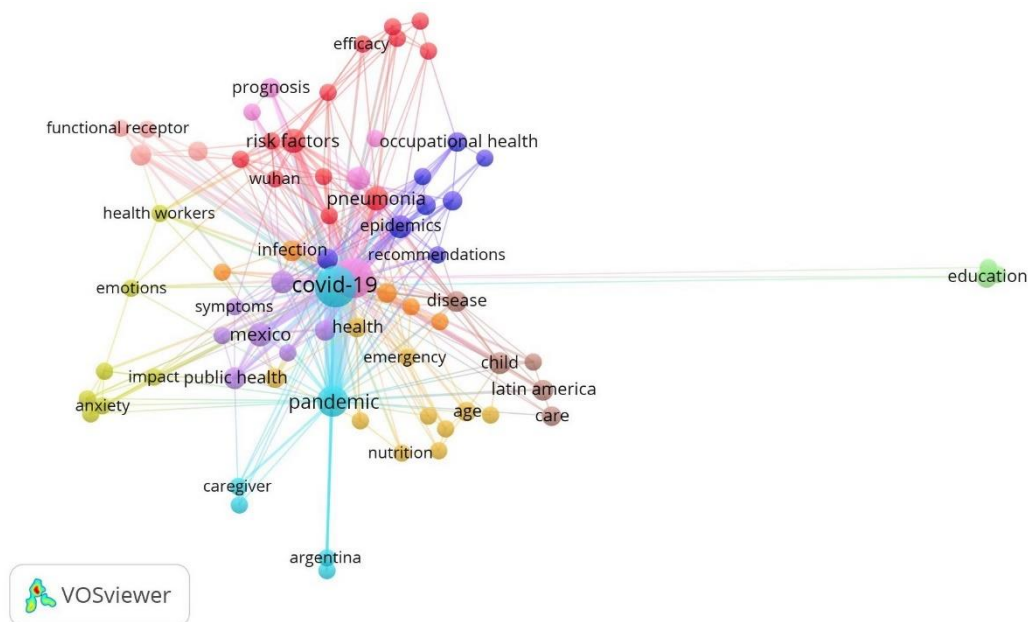 efficacy
prognosis
functional receptor
risk factors
occupational health
wuhan
pneumonia
health workers
epidemics
infection
recommendations
education
covid-19
emotions
symptoms
disease
mexico
health
emergency
child
impact
public health
latin america
anxiety
pandemic
age
care
nutrition
caregiver
argentina
VOSviewer